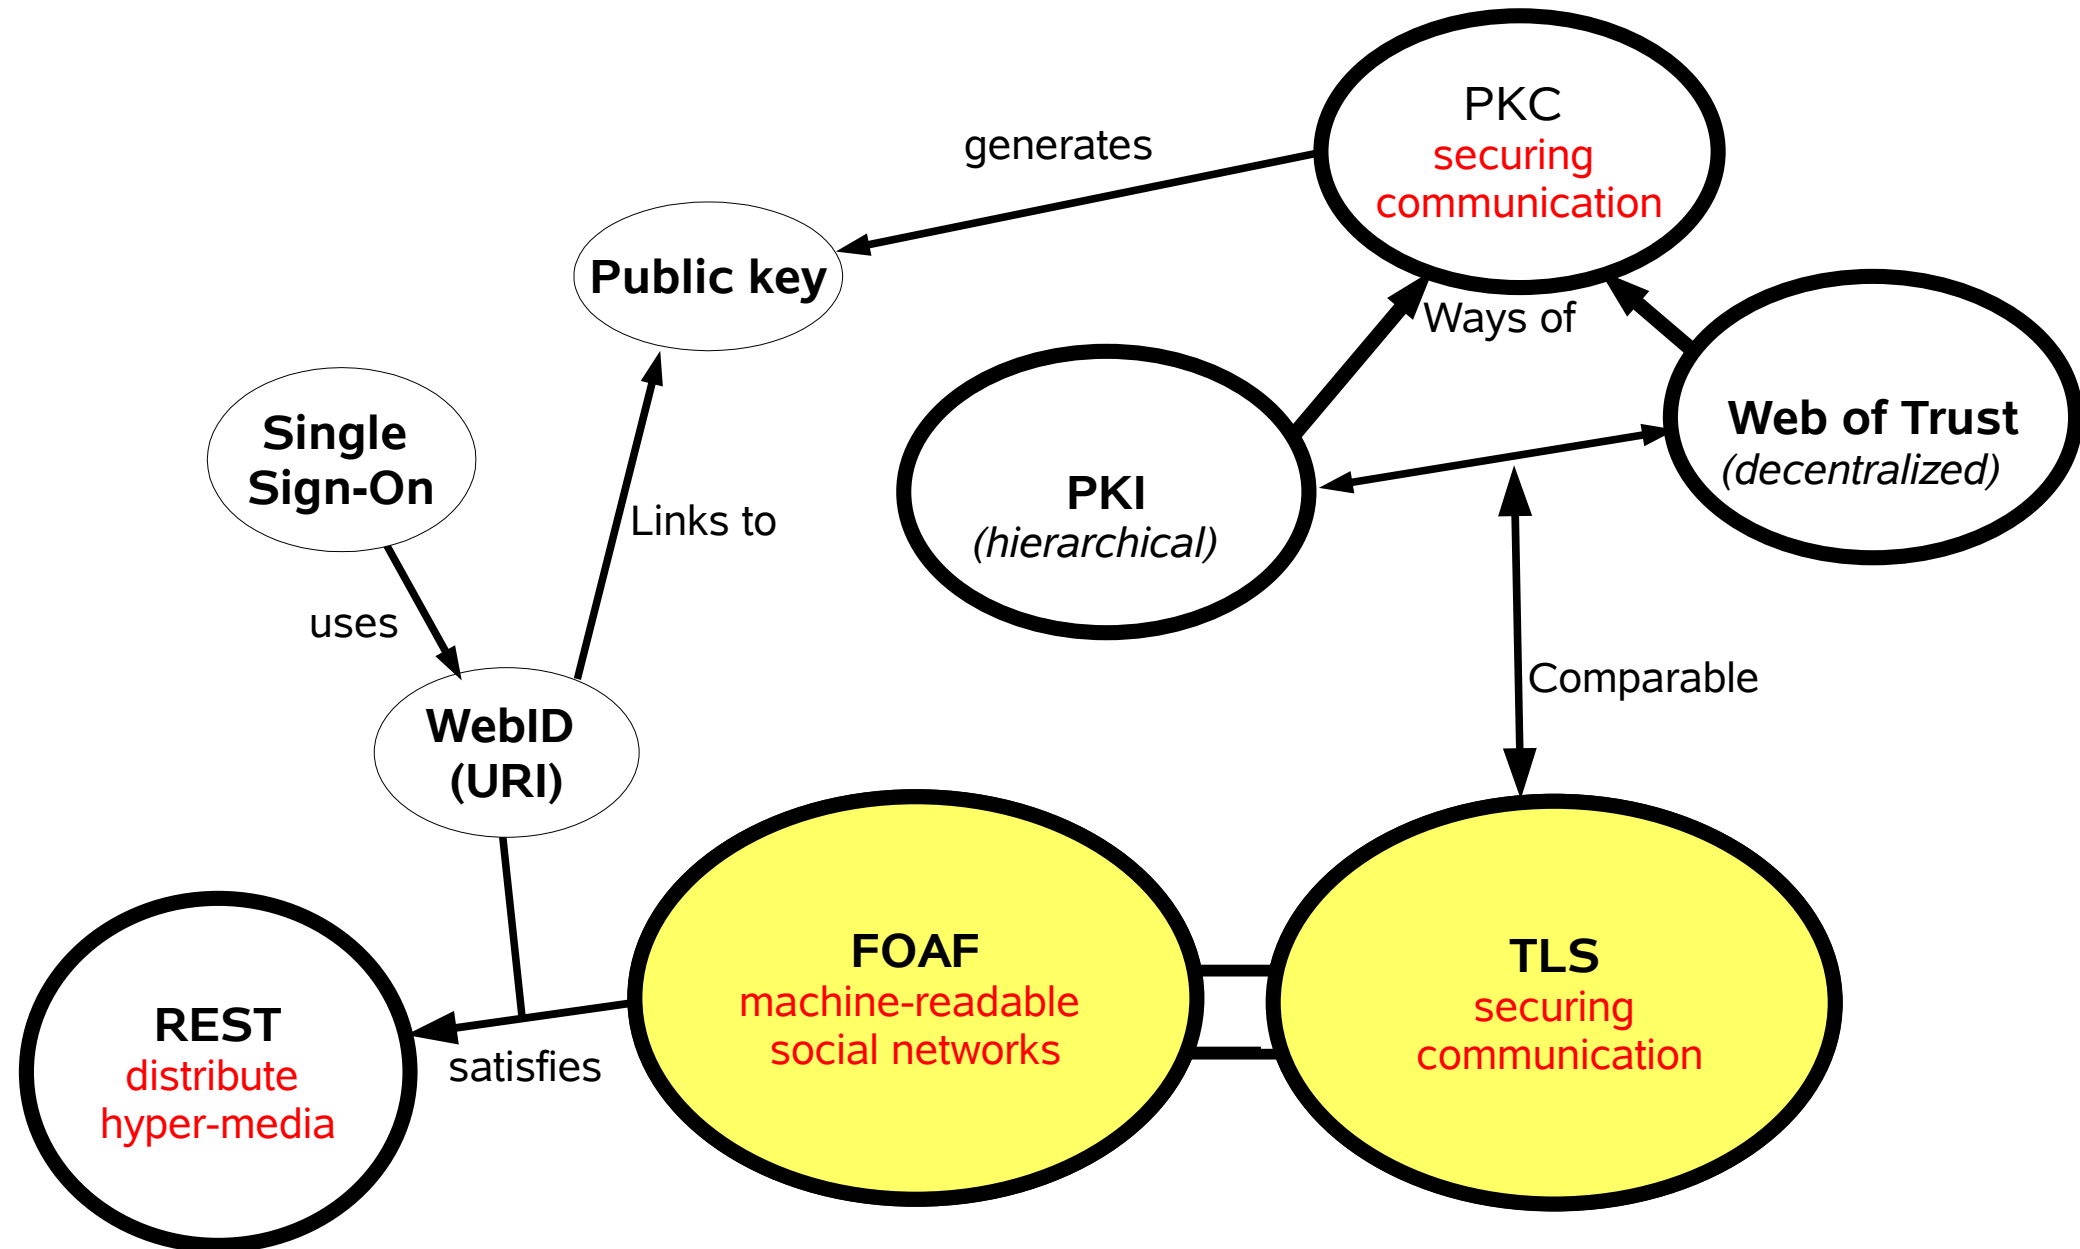 PKC
securing
communication
generates
Public key
Ways of
Web of Trust
(decentralized)
Single
Sign-On
PKI
(hierarchical)
Links to
uses
Comparable
WebID
(URI)
FOAF
machine-readable
social networks
TLS
securing
communication
REST
distribute
hyper-media
satisfies